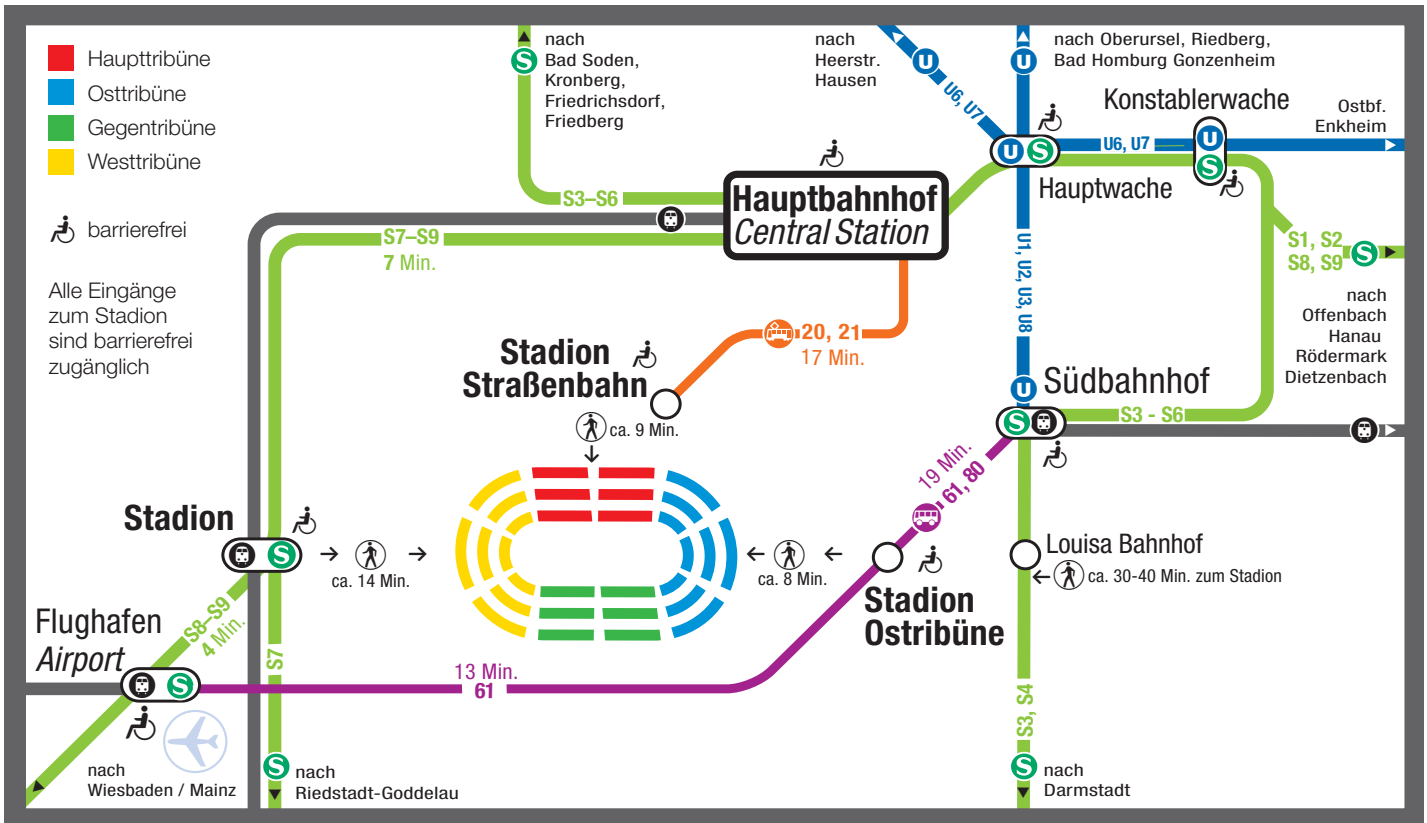 Haupttribüne
Osttribüne
Gegentribüne
Westtribüne
barrierefrei
Alle Eingänge
zum Stadion
sind barrierefrei
zugänglich
S
nach
Bad Soden,
Kronberg,
Friedrichsdorf,
Friedberg
S3–S6
nach
Heerstr.
Hausen
U
U6, U7
U
nach Oberursel, Riedberg,
Bad Homburg Gonzenheim
Konstablerwache
Ostbf.
Enkheim
U6, U7
U
S
U S
Hauptwache
Hauptbahnhof
Central Station
S7–S9
7 Min.
U1, U2, U3, U8
S1, S2
S8, S9
S
nach
Offenbach
Hanau
Rödermark
Dietzenbach
20, 21
17 Min.
Stadion
Straßenbahn
ca. 9 Min.
U
Südbahnhof
S
S3 - S6
19 Min.
61, 80
Stadion
S
ca. 14 Min.
ca. 8 Min.
Stadion
Ostribüne
Louisa Bahnhof
ca. 30-40 Min. zum Stadion
Flughafen
Airport
S8–S9
4 Min.
S
S7
13 Min.
61
S3, S4
nach
Wiesbaden / Mainz
S
nach
Riedstadt-Goddelau
S
nach
Darmstadt